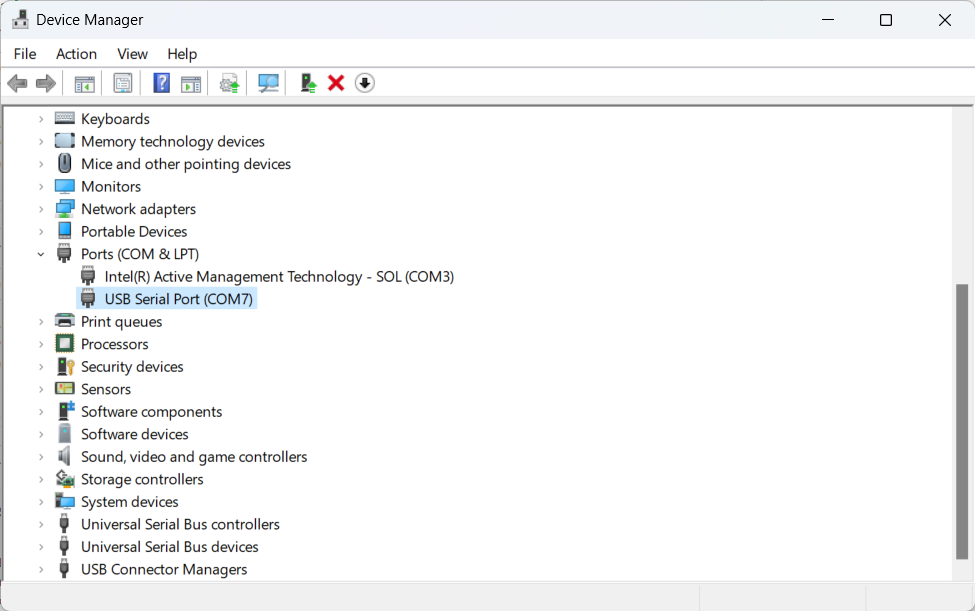 Device Manager
File Action View Help
Keyboards
Memory technology devices
Mice and other pointing devices
Monitors
Network adapters
Portable Devices
Ports (COM & LPT)
Intel(R) Active Management Technology - SOL (COM3)
USB Serial Port (COM7)
Print queues
Processors
Security devices
Sensors
Software components
Software devices
Sound, video and game controllers
Storage controllers
System devices
Universal Serial Bus controllers
Universal Serial Bus devices
USB Connector Managers